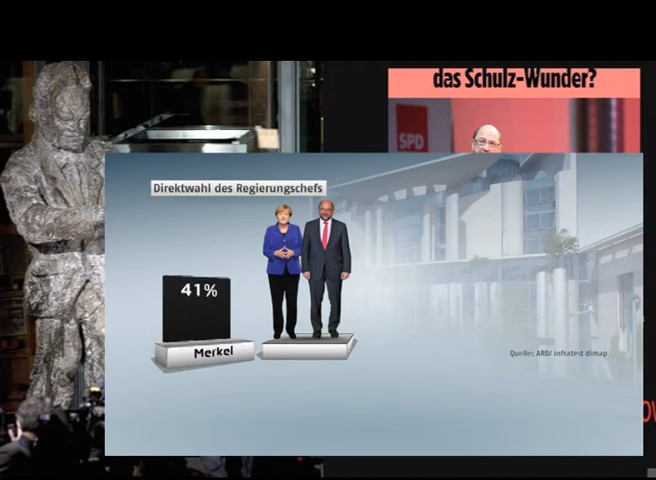 das Schulz-Wunder?
SPD
Direktwahl des Regierungschefs
41%
Merkel
Quelle: ARD/ infratest dimap